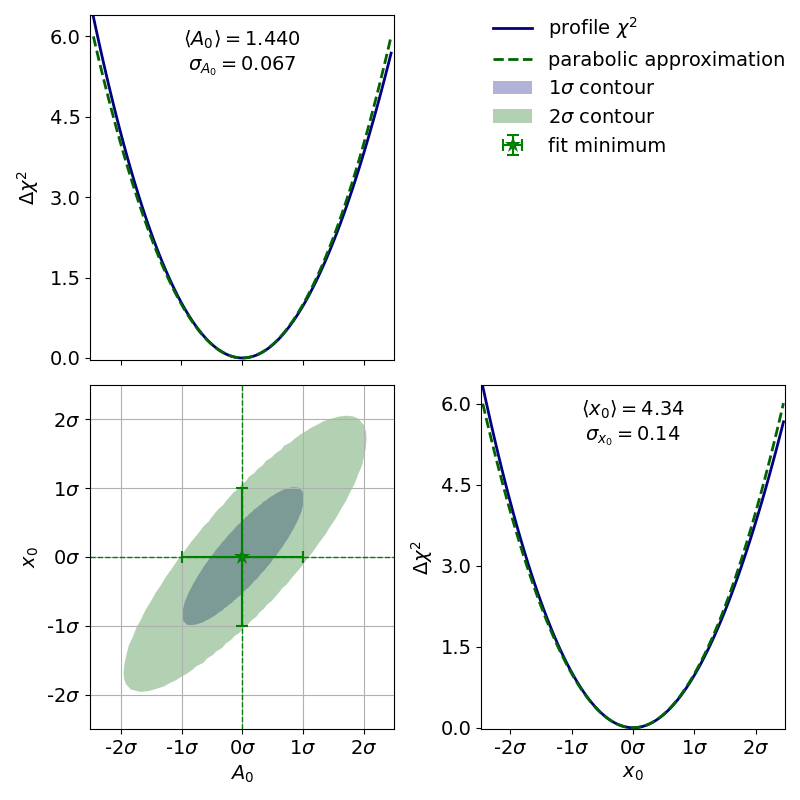 ⟨A₀⟩ = 1.440
σ_A₀ = 0.067
6.0
4.5
3.0
1.5
0.0
Δχ²
profile χ²
parabolic approximation
1σ contour
2σ contour
fit minimum
2σ
1σ
0σ
-1σ
-2σ
x₀
-2σ -1σ 0σ 1σ 2σ
A₀
⟨x₀⟩ = 4.34
σ_x₀ = 0.14
6.0
4.5
3.0
1.5
0.0
Δχ²
-2σ -1σ 0σ 1σ 2σ
x₀